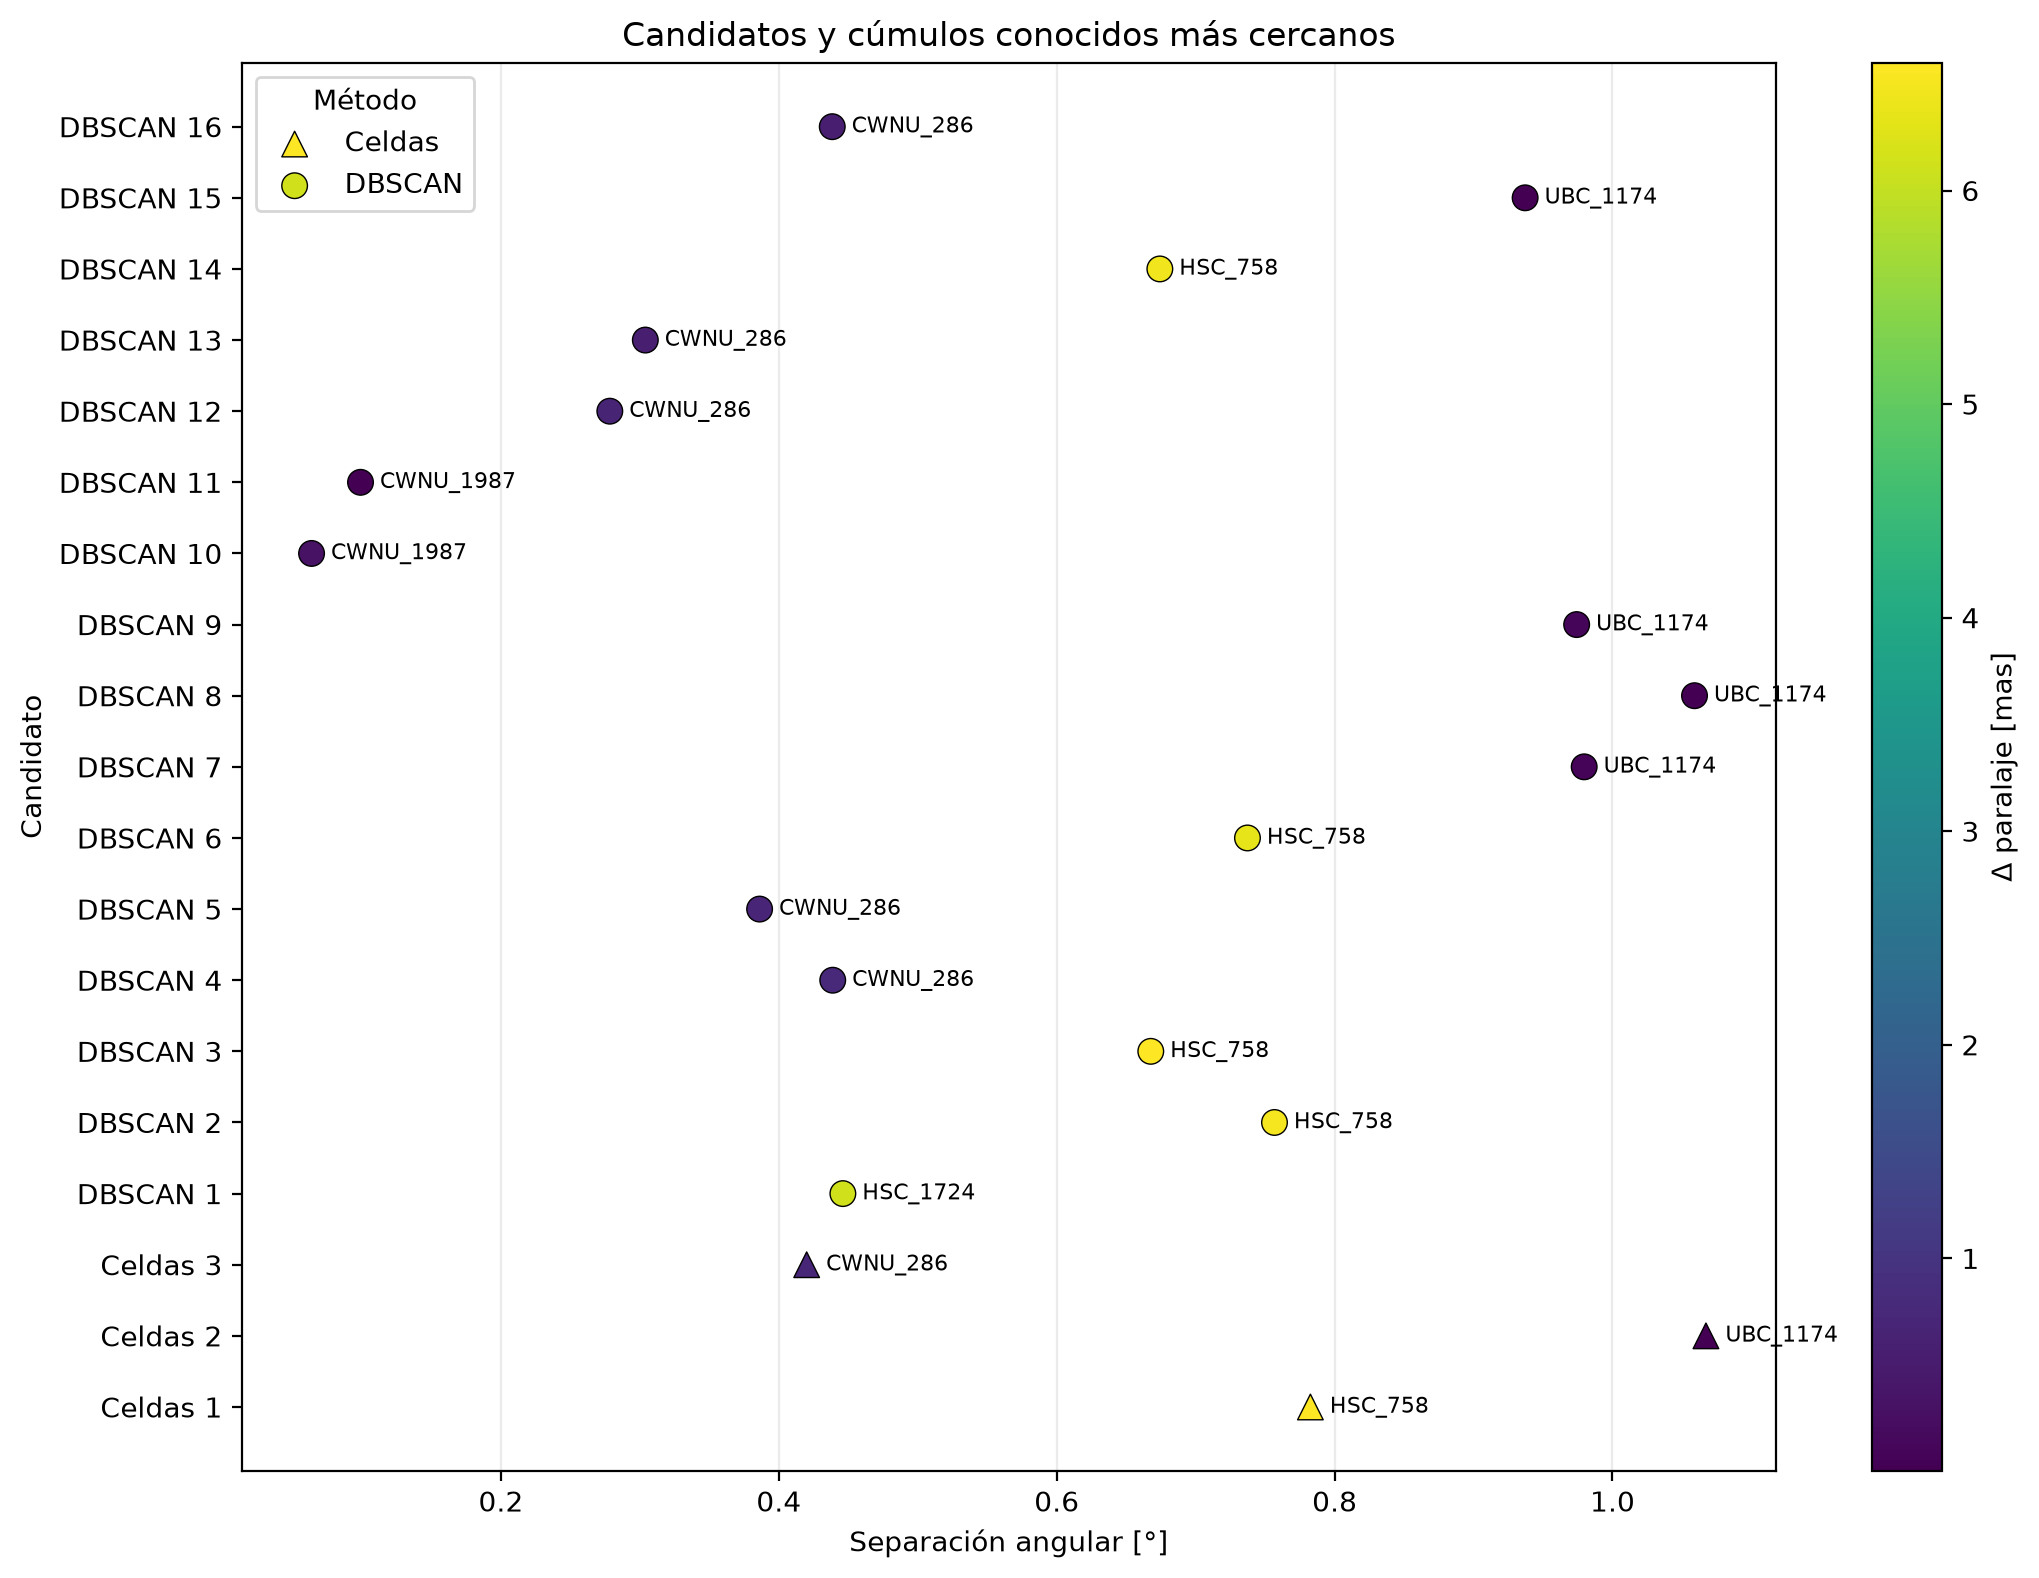 Candidatos y cúmulos conocidos más cercanos
Método
Celdas
DBSCAN
DBSCAN 16
CWNU_286
DBSCAN 15
UBC_1174
DBSCAN 14
HSC_758
DBSCAN 13
CWNU_286
DBSCAN 12
CWNU_286
DBSCAN 11
CWNU_1987
DBSCAN 10
CWNU_1987
DBSCAN 9
UBC_1174
DBSCAN 8
UBC_1174
DBSCAN 7
UBC_1174
DBSCAN 6
HSC_758
DBSCAN 5
CWNU_286
DBSCAN 4
CWNU_286
DBSCAN 3
HSC_758
DBSCAN 2
HSC_758
DBSCAN 1
HSC_1724
Celdas 3
CWNU_286
Celdas 2
UBC_1174
Celdas 1
HSC_758
Candidato
0.2 0.4 0.6 0.8 1.0
Separación angular [°]
6
5
4
3
2
1
Δ paralaje [mas]